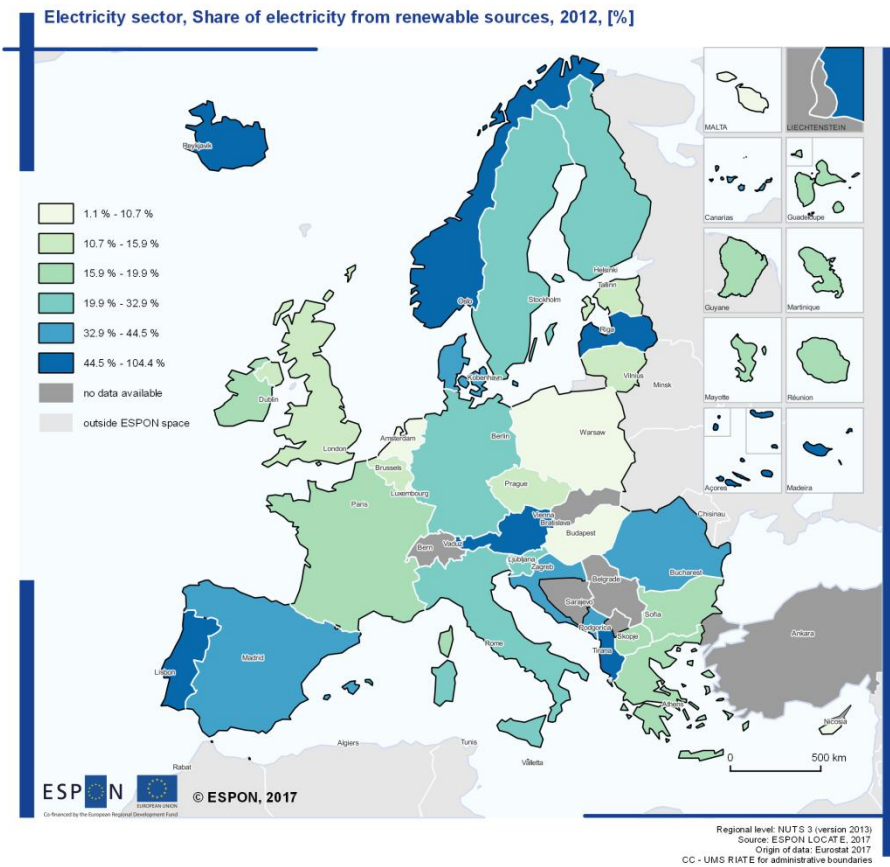 Electricity sector, Share of electricity from renewable sources, 2012, [%]
MALTA
LIECHTENSTEIN
Reykjavik
Canarias
Guadeloupe
1.1 % - 10.7 %
10.7 % - 15.9 %
15.9 % - 19.9 %
19.9 % - 32.9 %
32.9 % - 44.5 %
44.5 % - 104.4 %
no data available
outside ESPON space
Helsinki
Tallinn
Oslo
Stockholm
Guyane
Martinique
Riga
København
Vilnius
Minsk
Mayotte
Réunion
Dublin
Amsterdam
Berlin
Warsaw
London
Brussels
Prague
Luxembourg
Açores
Madeira
Paris
Vienna
Bratislava
Chisinau
Budapest
Bern
Vaduz
Ljubljana
Zagreb
Bucharest
Belgrade
Sarajevo
Sofia
Podgorica
Skopje
Ankara
Rome
Tirana
Madrid
Lisbon
Athens
Nicosia
Algiers
Tunis
Rabat
Valletta
0 500 km
ESPON
EUROPEAN UNION
© ESPON, 2017
Co-financed by the European Regional Development Fund
Regional level: NUTS 3 (version 2013)
Source: ESPON LOCATE, 2017
Origin of data: Eurostat 2017
CC - UMS RIATE for administrative boundaries